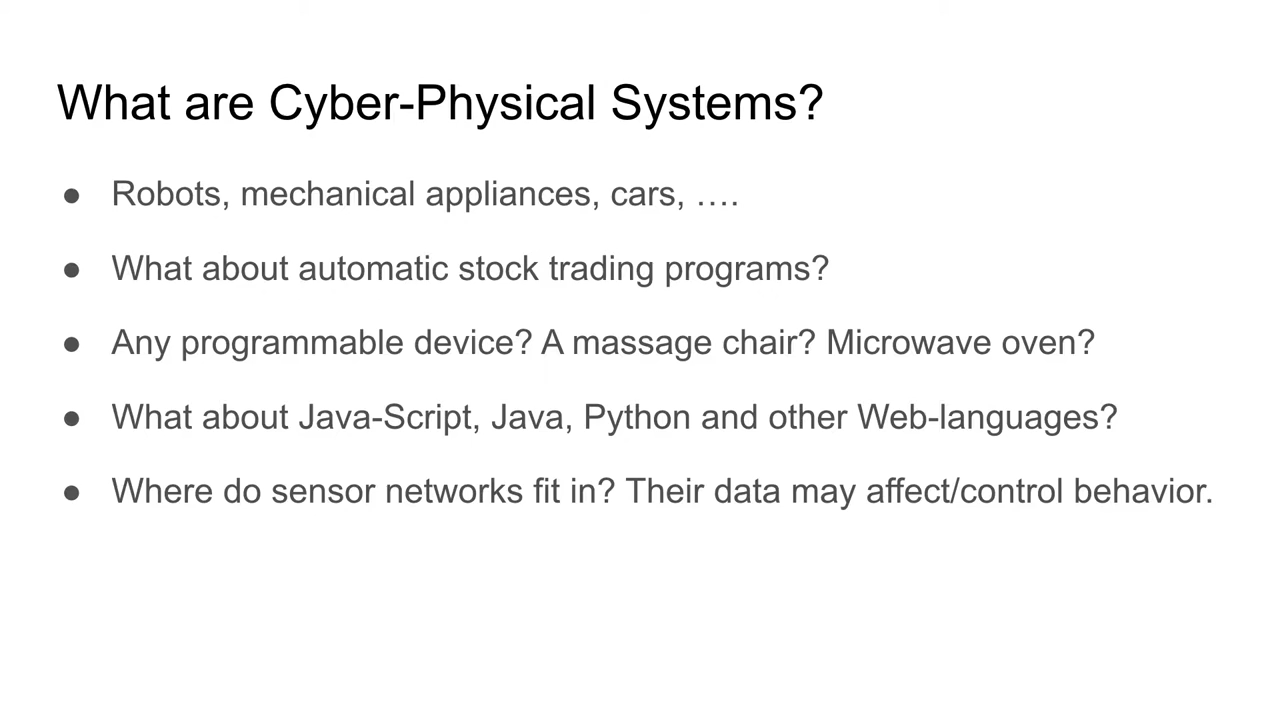 What are Cyber-Physical Systems?
● Robots, mechanical appliances, cars, ….
● What about automatic stock trading programs?
● Any programmable device? A massage chair? Microwave oven?
● What about Java-Script, Java, Python and other Web-languages?
● Where do sensor networks fit in? Their data may affect/control behavior.